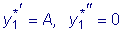 y₁*′ = A,  y₁*″ = 0